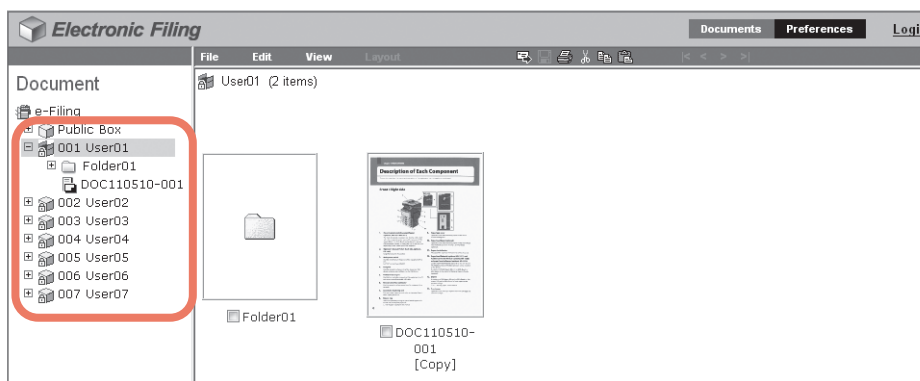 Electronic Filing
Documents Preferences Logi
File Edit View Layout |< < > >|
Document
User01 (2 items)
e-Filing
Public Box
001 User01
Folder01
DOC110510-001
002 User02
003 User03
004 User04
005 User05
006 User06
007 User07
Description of Each Component
Folder01
DOC110510-
001
[Copy]